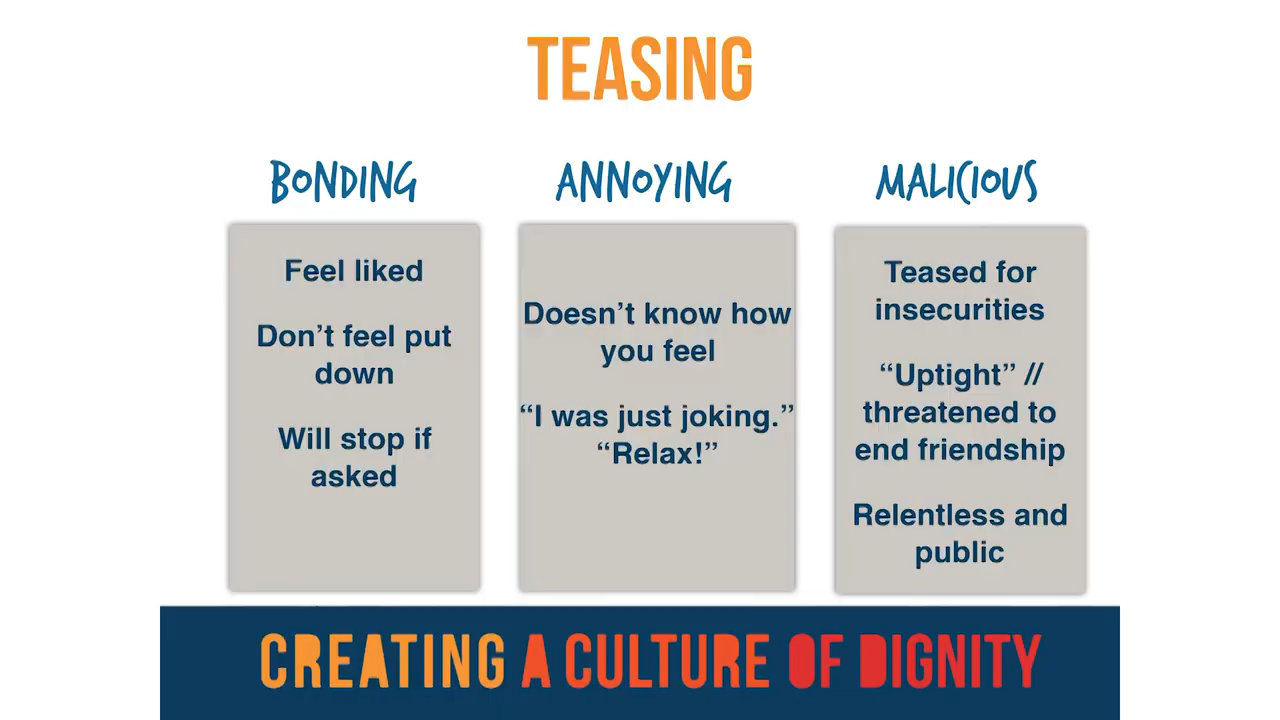 TEASING
BONDING
Feel liked
Don’t feel put
down
Will stop if
asked
ANNOYING
Doesn’t know how
you feel
“I was just joking.”
“Relax!”
MALICIOUS
Teased for
insecurities
“Uptight” //
threatened to
end friendship
Relentless and
public
CREATING A CULTURE OF DIGNITY